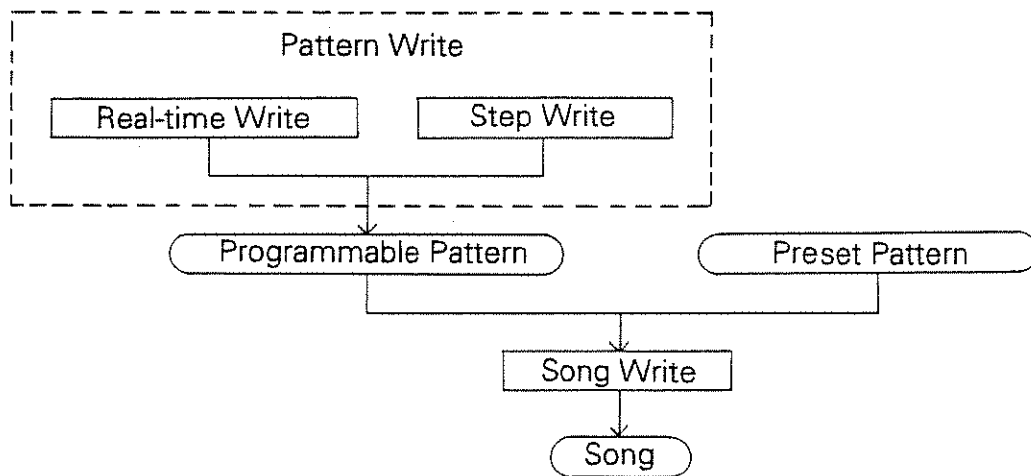 Pattern Write
Real-time Write
Step Write
Programmable Pattern
Preset Pattern
Song Write
Song